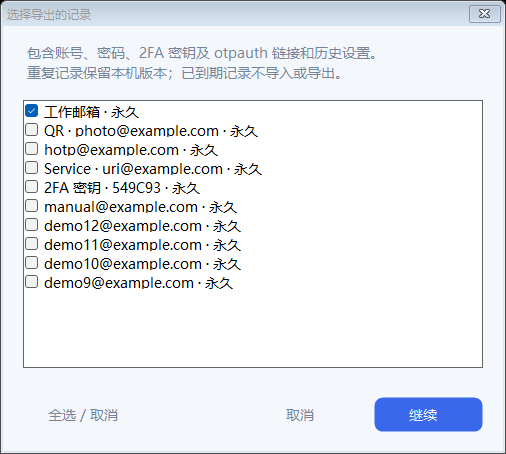 选择导出的记录
包含账号、密码、2FA 密钥及 otpauth 链接和历史设置。
重复记录保留本机版本；已到期记录不导入或导出。
工作邮箱 · 永久
QR · photo@example.com · 永久
hotp@example.com · 永久
Service · uri@example.com · 永久
2FA 密钥 · 549C93 · 永久
manual@example.com · 永久
demo12@example.com · 永久
demo11@example.com · 永久
demo10@example.com · 永久
demo9@example.com · 永久
全选 / 取消
取消
继续